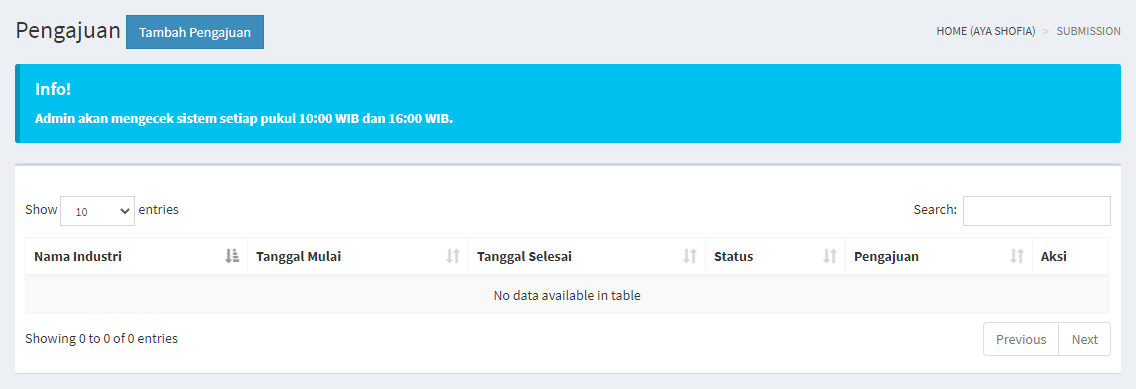 Pengajuan Tambah Pengajuan HOME (AYA SHOFIA) > SUBMISSION
Info!
Admin akan mengecek sistem setiap pukul 10:00 WIB dan 16:00 WIB.
Show 10 entries Search:
Nama Industri Tanggal Mulai Tanggal Selesai Status Pengajuan Aksi
No data available in table
Showing 0 to 0 of 0 entries Previous Next